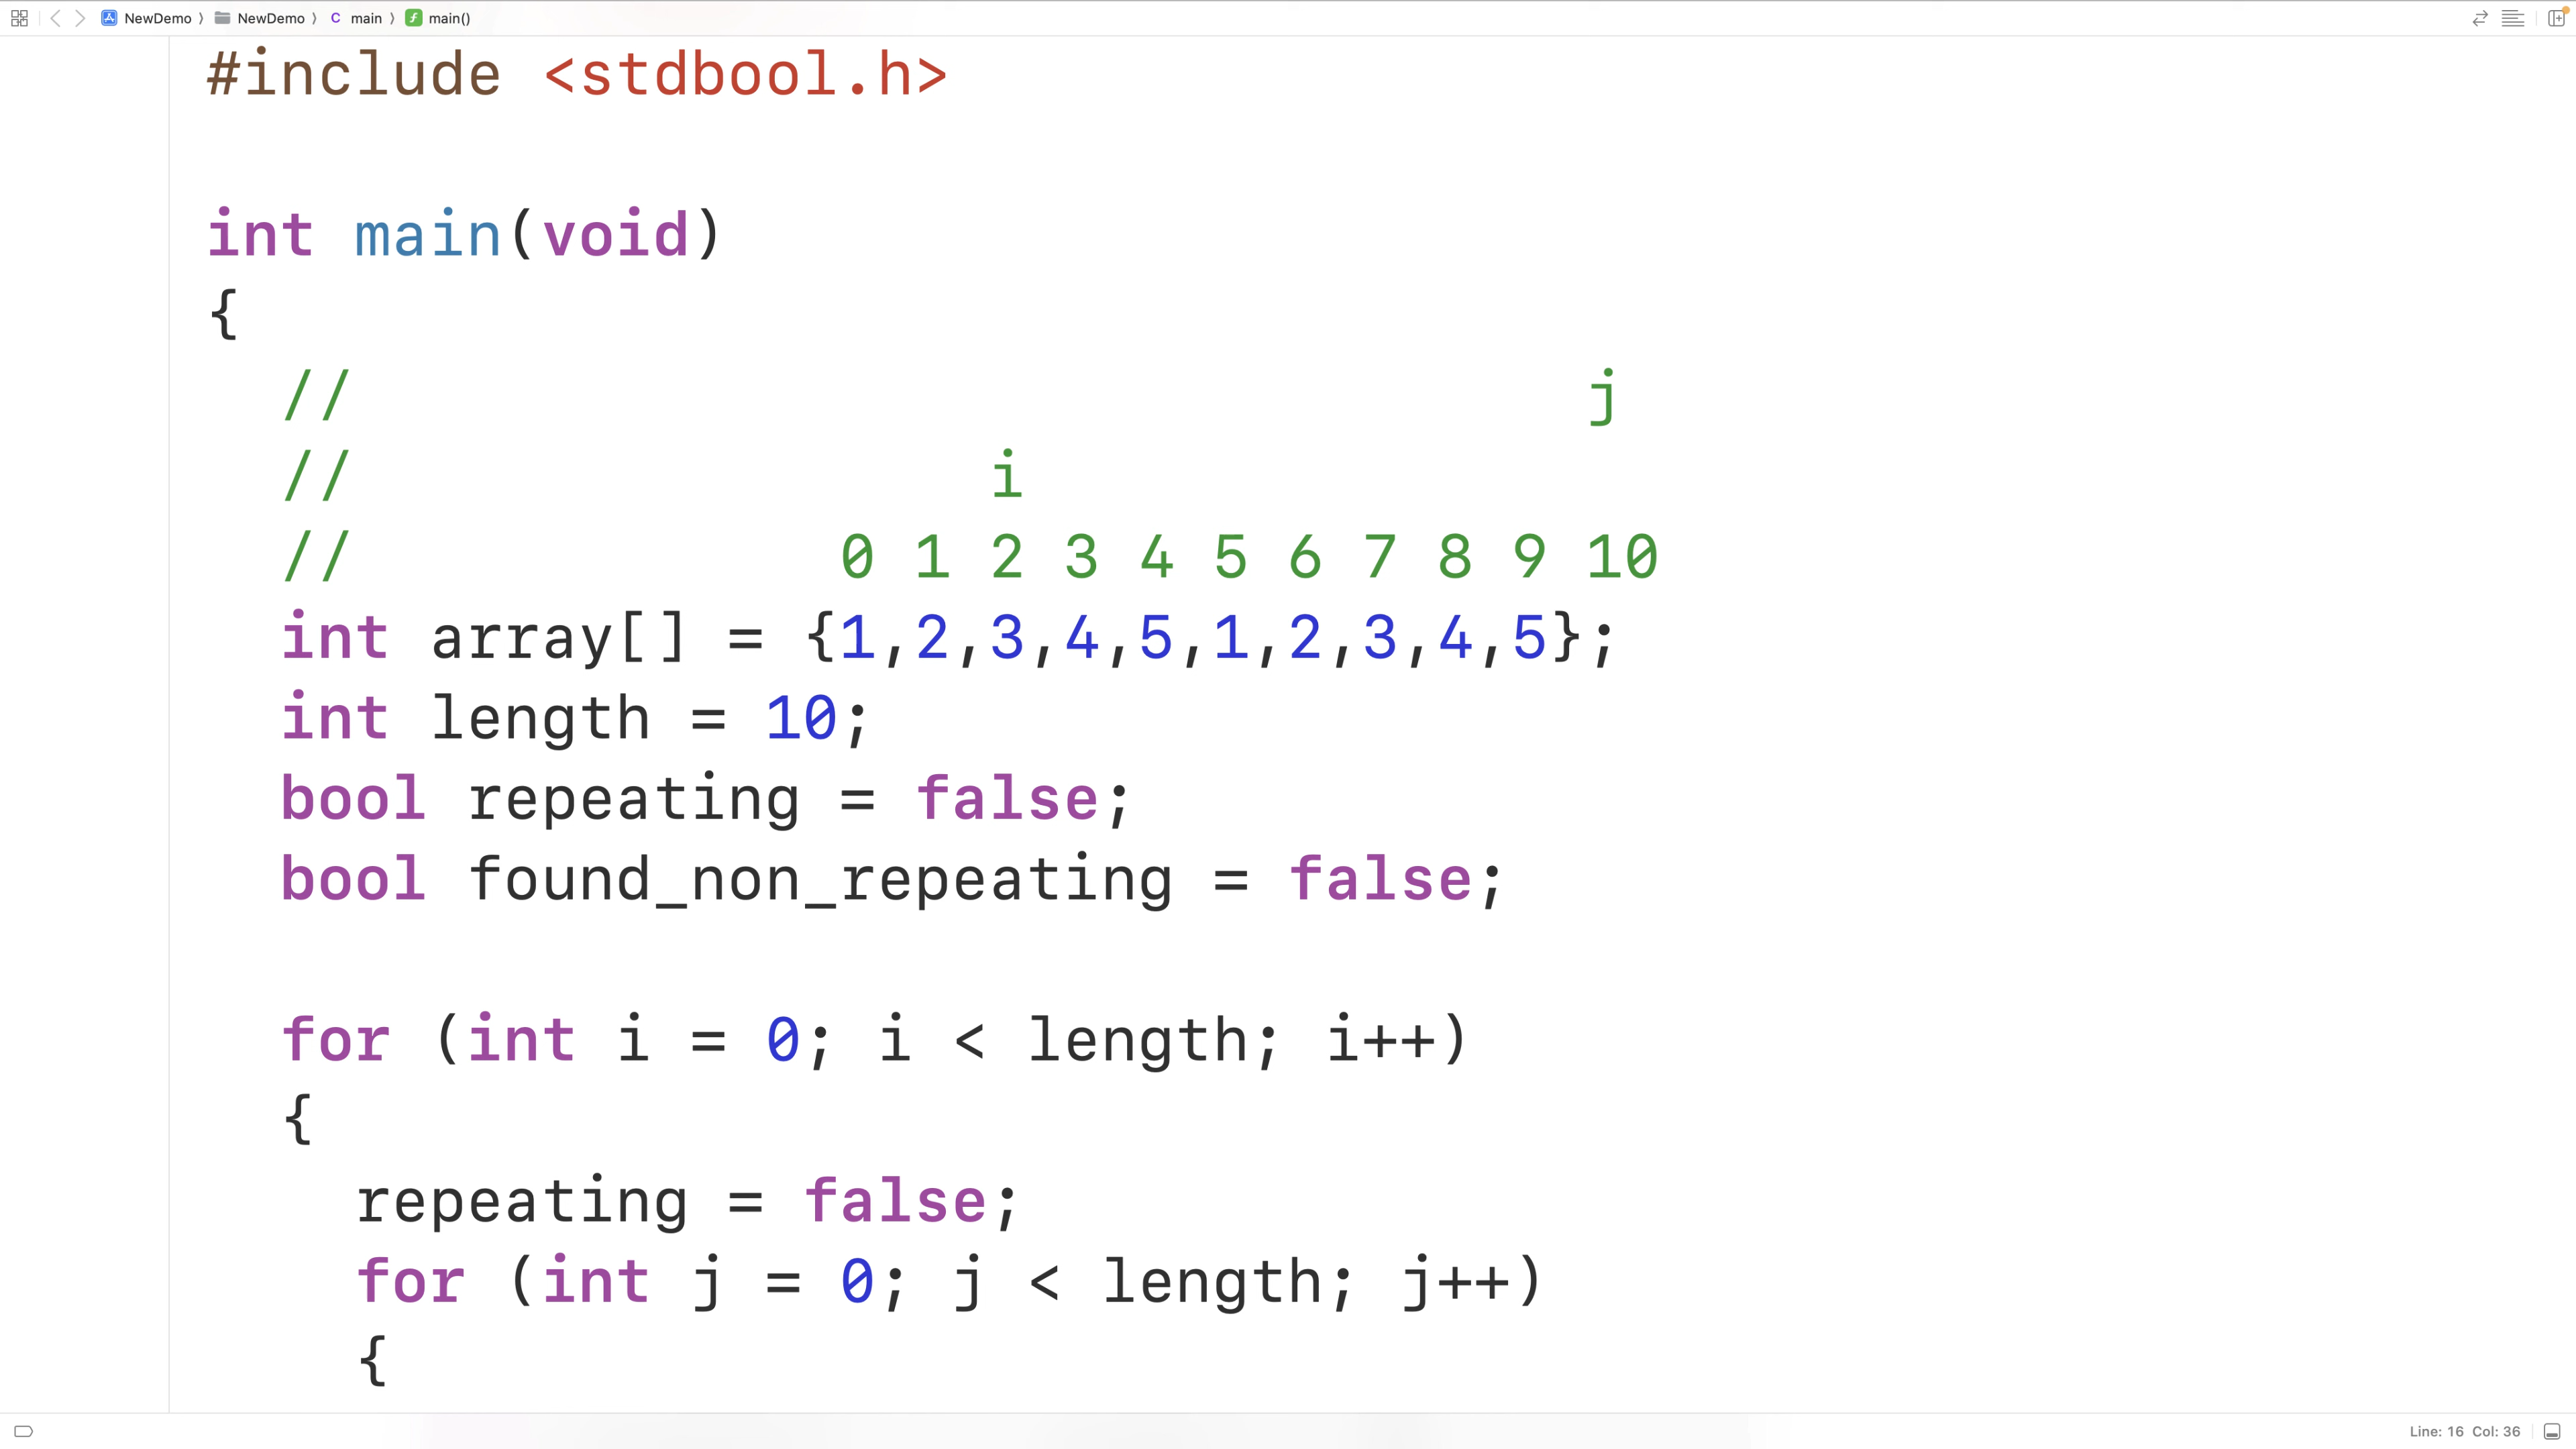 NewDemo 〉 NewDemo 〉 C main 〉 f main()
#include <stdbool.h>
int main(void)
{
// j
// i
// 0 1 2 3 4 5 6 7 8 9 10
int array[] = {1,2,3,4,5,1,2,3,4,5};
int length = 10;
bool repeating = false;
bool found_non_repeating = false;
for (int i = 0; i < length; i++)
{
repeating = false;
for (int j = 0; j < length; j++)
{
Line: 16 Col: 36